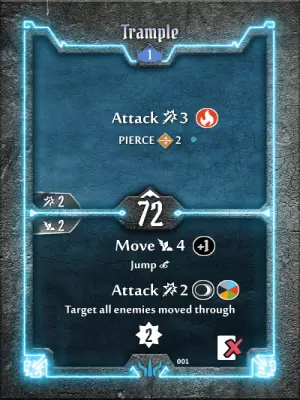 Trample
1
Attack 3
PIERCE 2
2
72
2
Move 4 +1
Jump
Attack 2
Target all enemies moved through
2
001